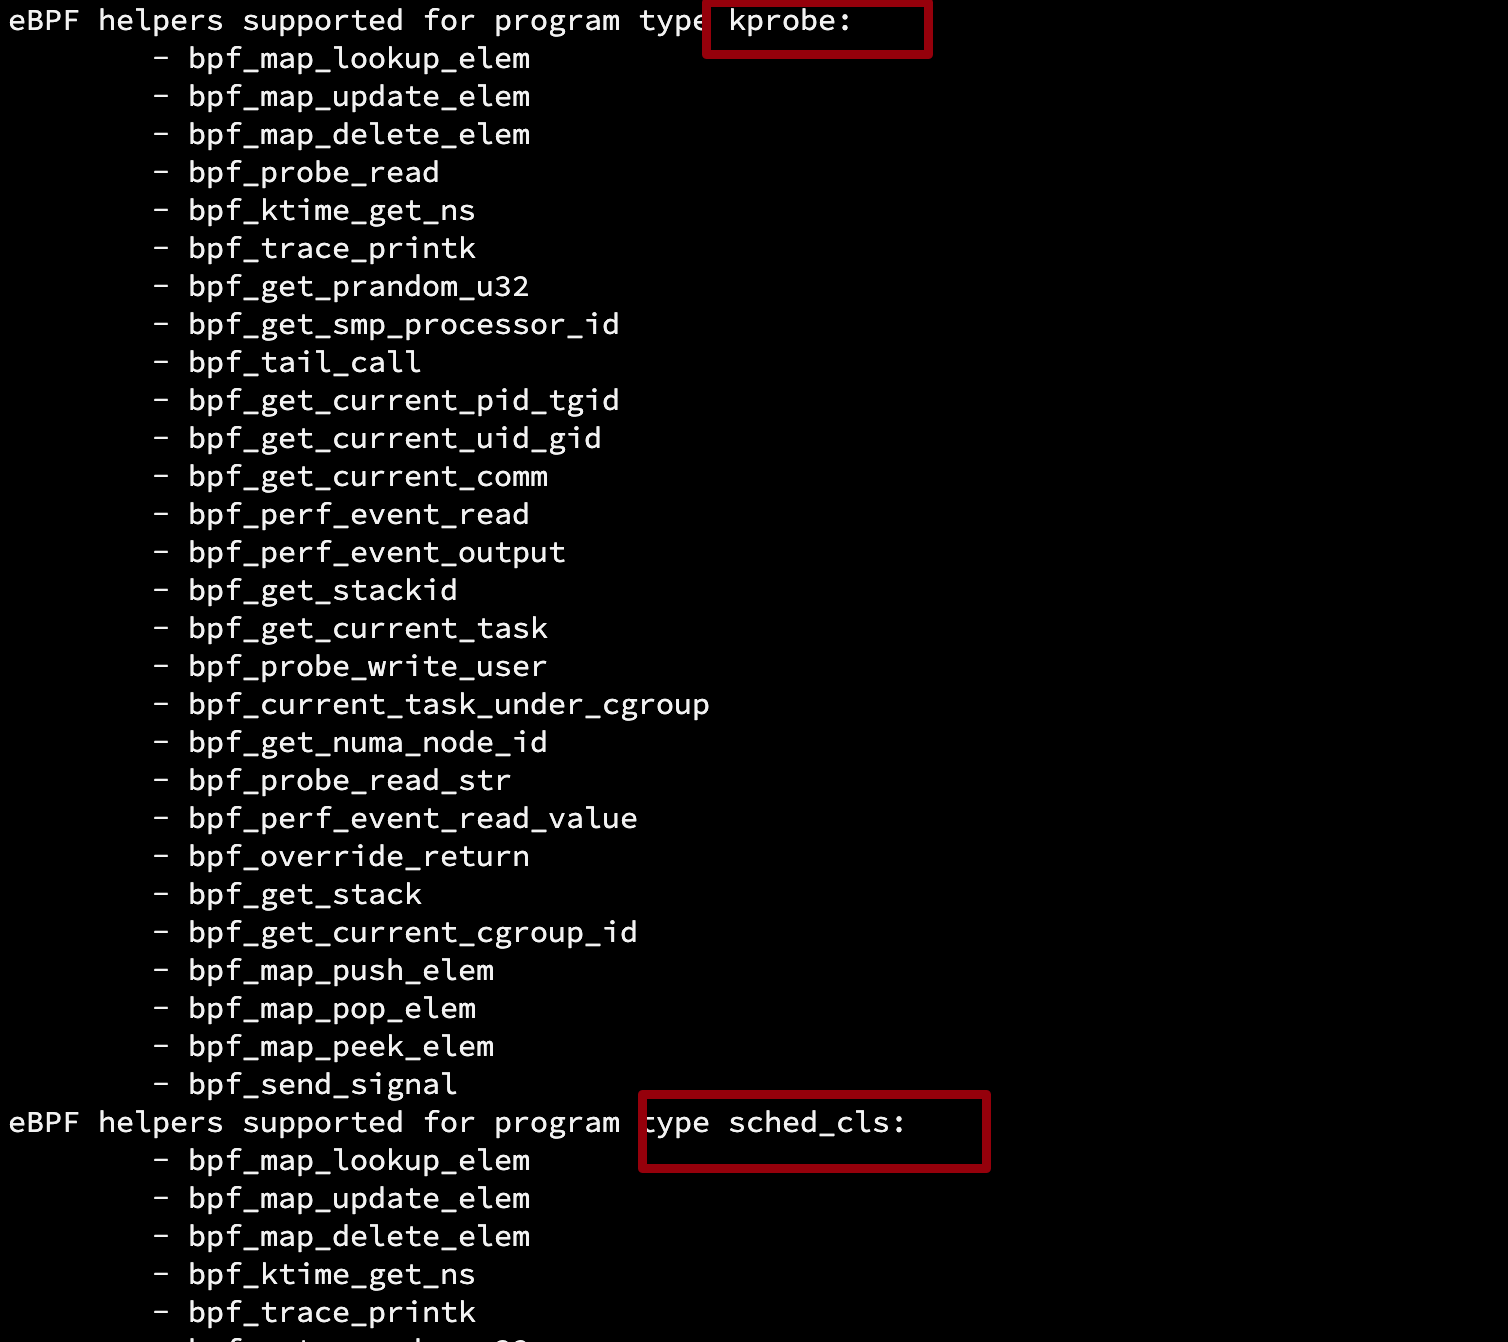 eBPF helpers supported for program type kprobe:
- bpf_map_lookup_elem
- bpf_map_update_elem
- bpf_map_delete_elem
- bpf_probe_read
- bpf_ktime_get_ns
- bpf_trace_printk
- bpf_get_prandom_u32
- bpf_get_smp_processor_id
- bpf_tail_call
- bpf_get_current_pid_tgid
- bpf_get_current_uid_gid
- bpf_get_current_comm
- bpf_perf_event_read
- bpf_perf_event_output
- bpf_get_stackid
- bpf_get_current_task
- bpf_probe_write_user
- bpf_current_task_under_cgroup
- bpf_get_numa_node_id
- bpf_probe_read_str
- bpf_perf_event_read_value
- bpf_override_return
- bpf_get_stack
- bpf_get_current_cgroup_id
- bpf_map_push_elem
- bpf_map_pop_elem
- bpf_map_peek_elem
- bpf_send_signal
eBPF helpers supported for program type sched_cls:
- bpf_map_lookup_elem
- bpf_map_update_elem
- bpf_map_delete_elem
- bpf_ktime_get_ns
- bpf_trace_printk